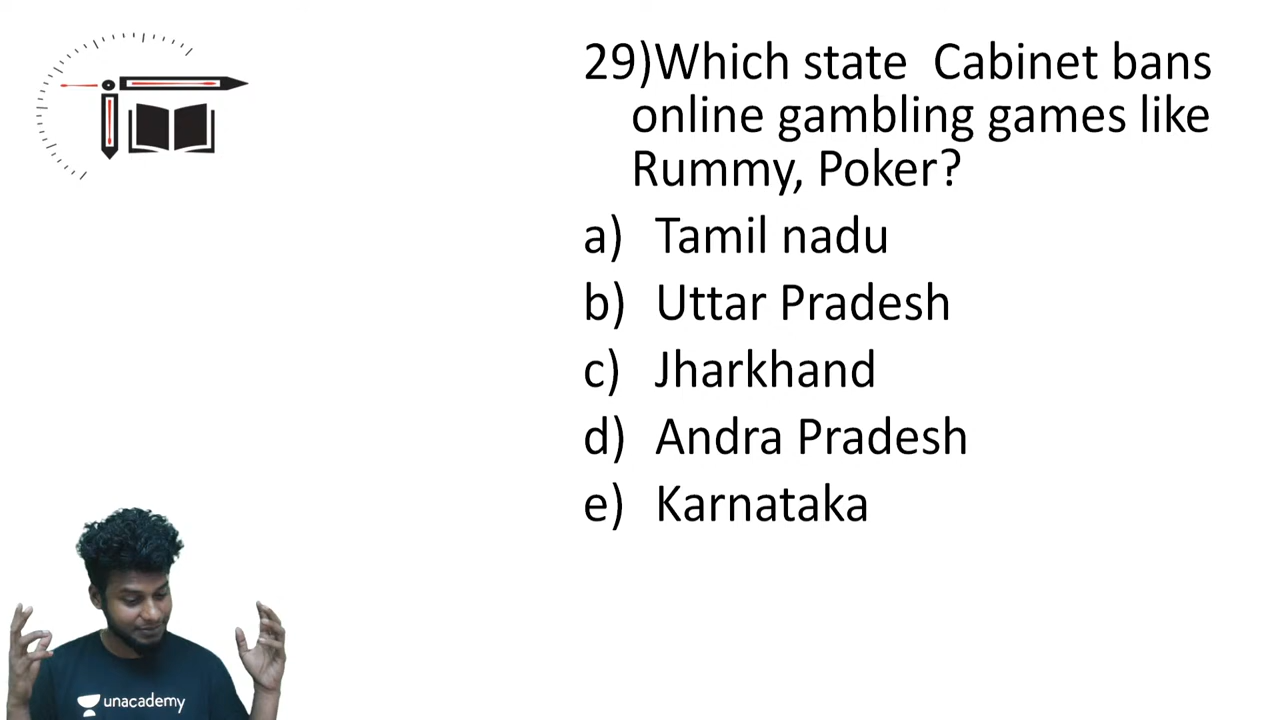 29)Which state  Cabinet bans
online gambling games like
Rummy, Poker?
a) Tamil nadu
b) Uttar Pradesh
c) Jharkhand
d) Andra Pradesh
e) Karnataka
unacademy